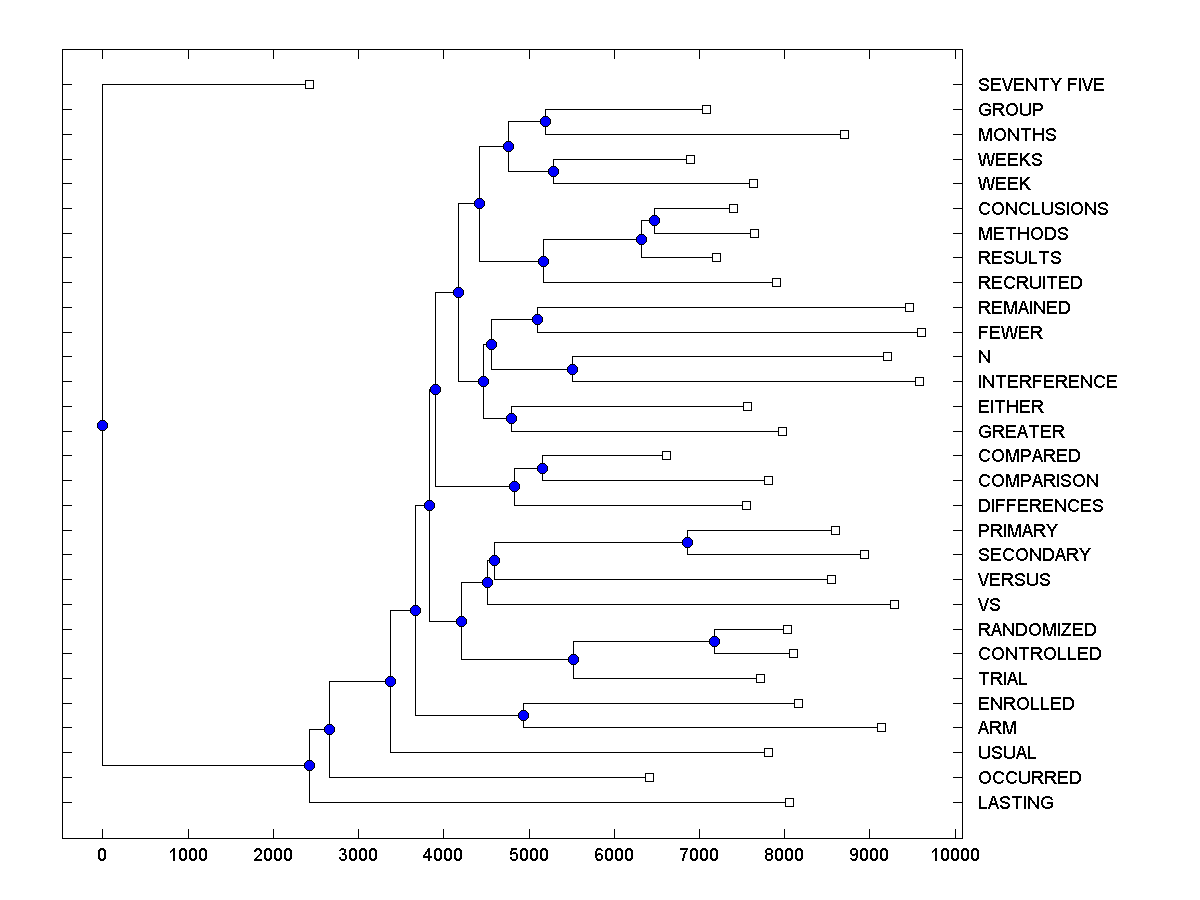 SEVENTY FIVE
GROUP
MONTHS
WEEKS
WEEK
CONCLUSIONS
METHODS
RESULTS
RECRUITED
REMAINED
FEWER
N
INTERFERENCE
EITHER
GREATER
COMPARED
COMPARISON
DIFFERENCES
PRIMARY
SECONDARY
VERSUS
VS
RANDOMIZED
CONTROLLED
TRIAL
ENROLLED
ARM
USUAL
OCCURRED
LASTING
0 1000 2000 3000 4000 5000 6000 7000 8000 9000 10000